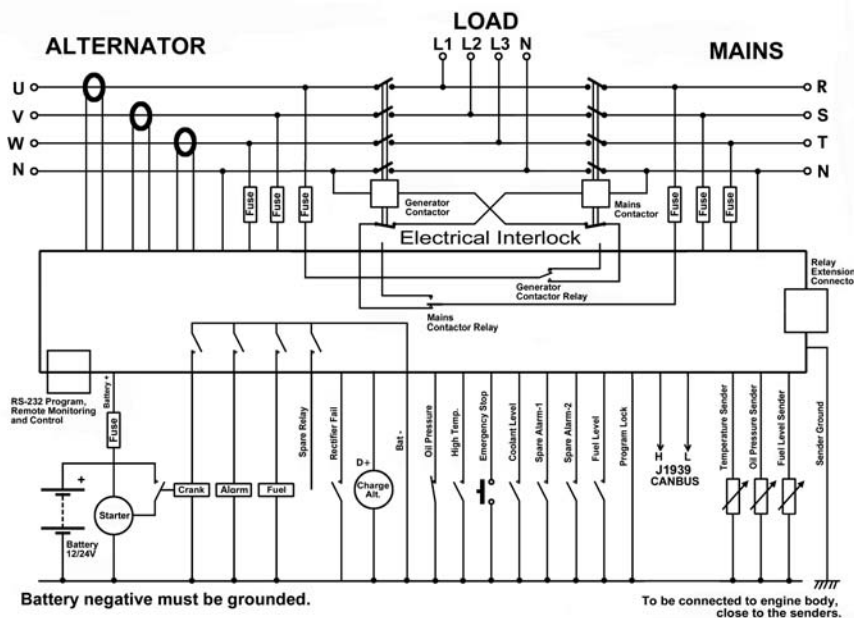 LOAD
ALTERNATOR
MAINS
L1 L2 L3 N
U
V
W
N
R
S
T
N
Fuse
Fuse
Fuse
Generator
Contactor
Mains
Contactor
Fuse
Fuse
Fuse
Electrical Interlock
Generator
Contactor Relay
Mains
Contactor Relay
Relay
Extension
Connecto
RS-232 Program,
Remote Monitoring
and Control
Battery +
Fuse
Spare Relay
Rectifier Fail
D+
Charge
Alt.
Bat -
Oil Pressure
High Temp.
Emergency Stop
Coolant Level
Spare Alarm-1
Spare Alarm-2
Fuel Level
Program Lock
H L
J1939
CANBUS
Temperature Sender
Oil Pressure Sender
Fuel Level Sender
Sender Ground
+
Starter
Crank
Alarm
Fuel
Battery
12/24V
Battery negative must be grounded.
To be connected to engine body,
close to the senders.